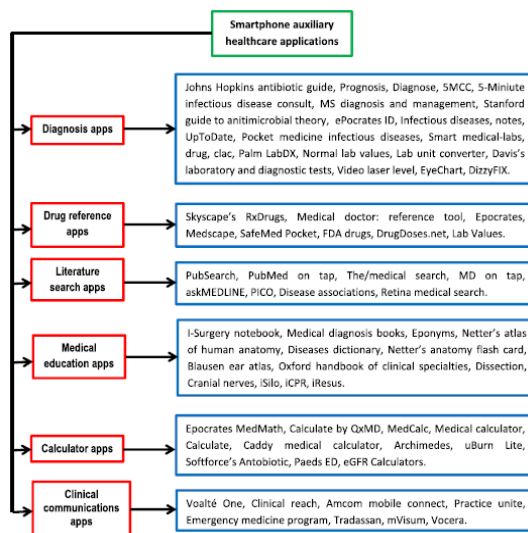 Smartphone auxiliary
healthcare applications
Diagnosis apps
Johns Hopkins antibiotic guide, Prognosis, Diagnose, 5MCC, 5-Miniute
infectious disease consult, MS diagnosis and management, Stanford
guide to antimicrobial theory, ePocrates ID, Infectious diseases, notes,
UpToDate, Pocket medicine infectious diseases, Smart medical-labs,
drug, clac, Palm LabDX, Normal lab values, Lab unit converter, Davis's
laboratory and diagnostic tests, Video laser level, EyeChart, DizzyFIX.
Drug reference
apps
Skyscape's RxDrugs, Medical doctor: reference tool, Epocrates,
Medscape, SafeMed Pocket, FDA drugs, DrugDoses.net, Lab Values.
Literature
search apps
PubSearch, PubMed on tap, The/medical search, MD on tap,
askMEDLINE, PICO, Disease associations, Retina medical search.
Medical
education apps
I-Surgery notebook, Medical diagnosis books, Eponyms, Netter's atlas
of human anatomy, Diseases dictionary, Netter's anatomy flash card,
Blausen ear atlas, Oxford handbook of clinical specialties, Dissection,
Cranial nerves, iSilo, iCPR, iResus.
Calculator apps
Epocrates MedMath, Calculate by QxMD, MedCalc, Medical calculator,
Calculate, Caddy medical calculator, Archimedes, uBurn Lite,
Softforce's Antobiotic, Paeds ED, eGFR Calculators.
Clinical
communications
apps
Voalté One, Clinical reach, Amcom mobile connect, Practice unite,
Emergency medicine program, Tradassan, mVisum, Vocera.